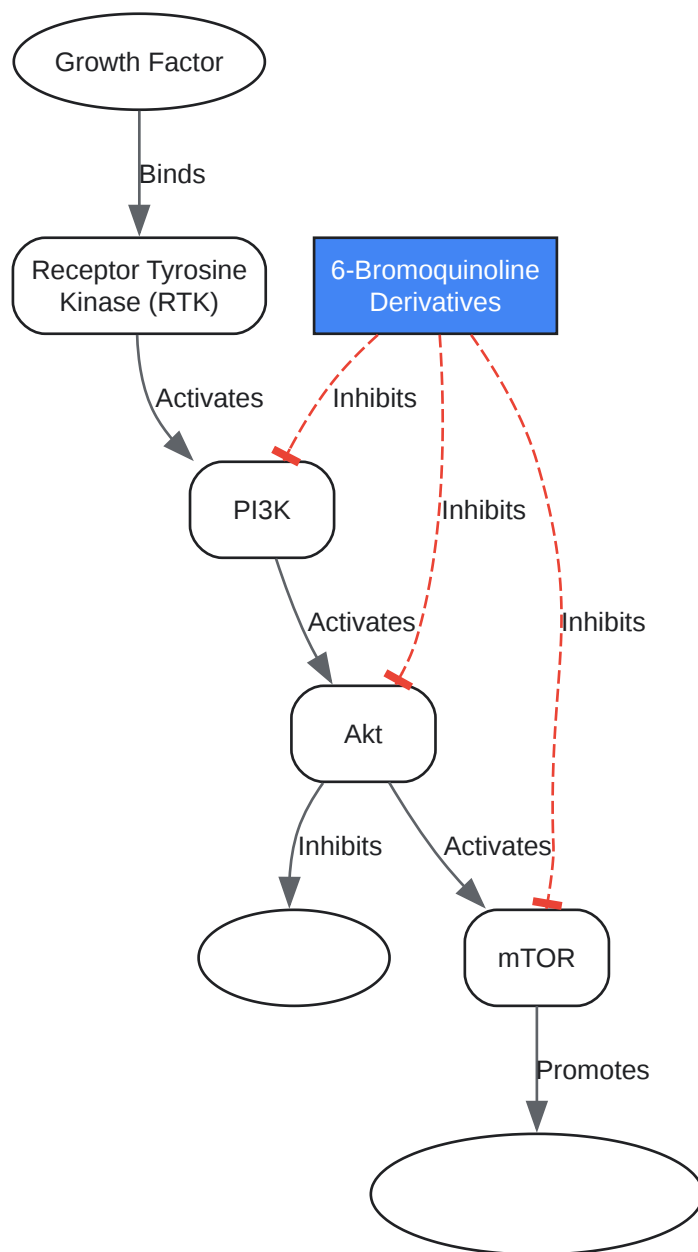 Growth Factor
Binds
Receptor Tyrosine
Kinase (RTK)
6-Bromoquinoline
Derivatives
Activates
Inhibits
PI3K
Inhibits
Activates
Inhibits
Akt
Inhibits
Activates
mTOR
Promotes